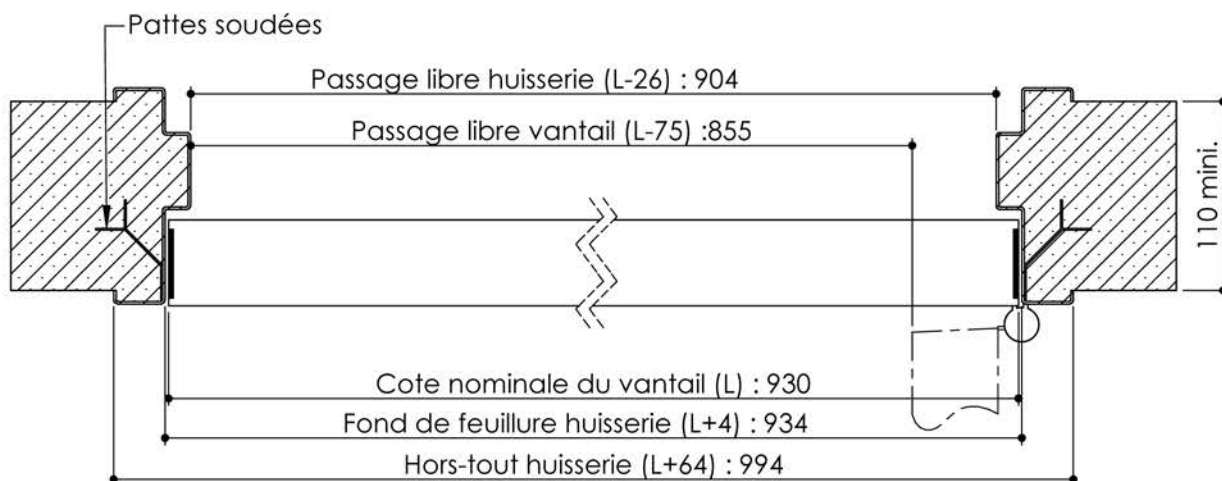 Pattes soudées
Passage libre huisserie (L-26) : 904
Passage libre vantail (L-75) :855
110 mini.
Cote nominale du vantail (L) : 930
Fond de feuillure huisserie (L+4) : 934
Hors-tout huisserie (L+64) : 994